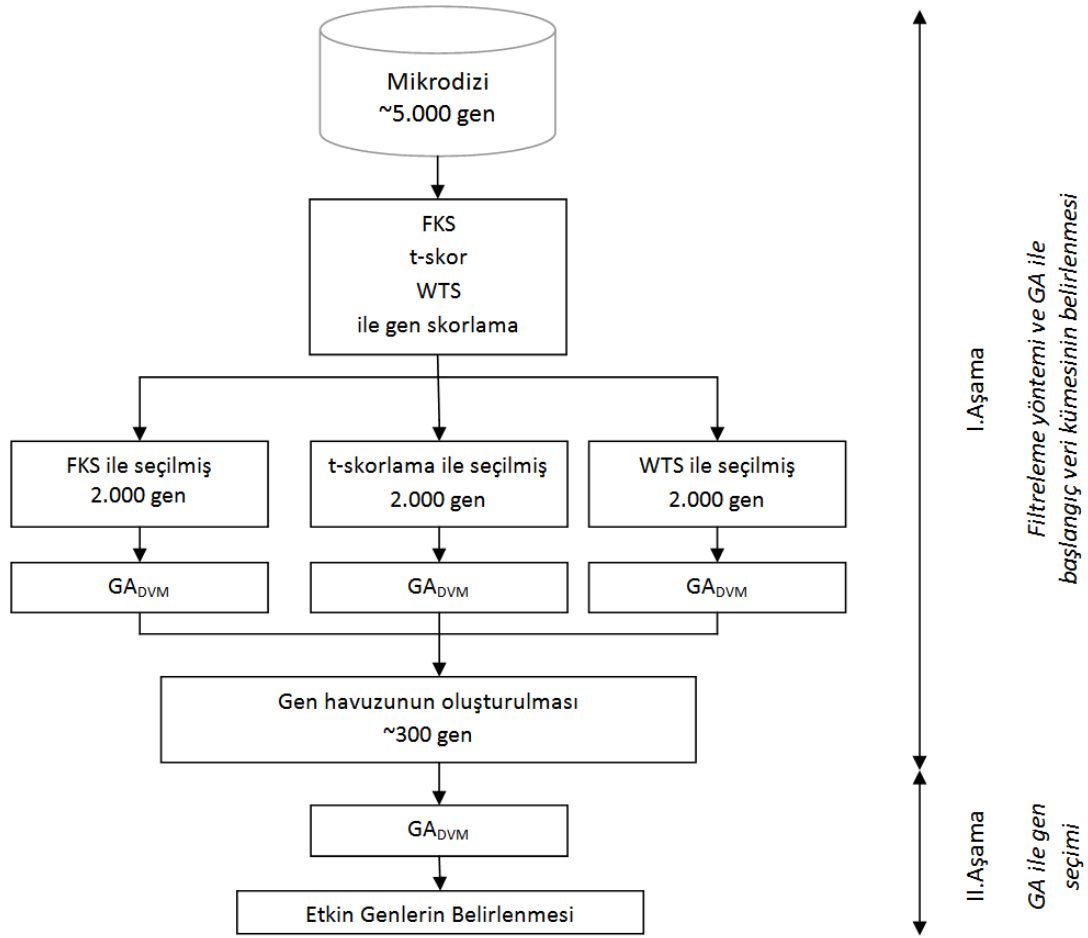 Mikrodizi
~5.000 gen
FKS
t-skor
WTS
ile gen skorlama
FKS ile seçilmiş
2.000 gen
t-skorlama ile seçilmiş
2.000 gen
WTS ile seçilmiş
2.000 gen
GADVM
GADVM
GADVM
Gen havuzunun oluşturulması
~300 gen
GADVM
Etkin Genlerin Belirlenmesi
I.Aşama
Filtreleme yöntemi ve GA ile
başlangıç veri kümesinin belirlenmesi
II.Aşama
GA ile gen
seçimi